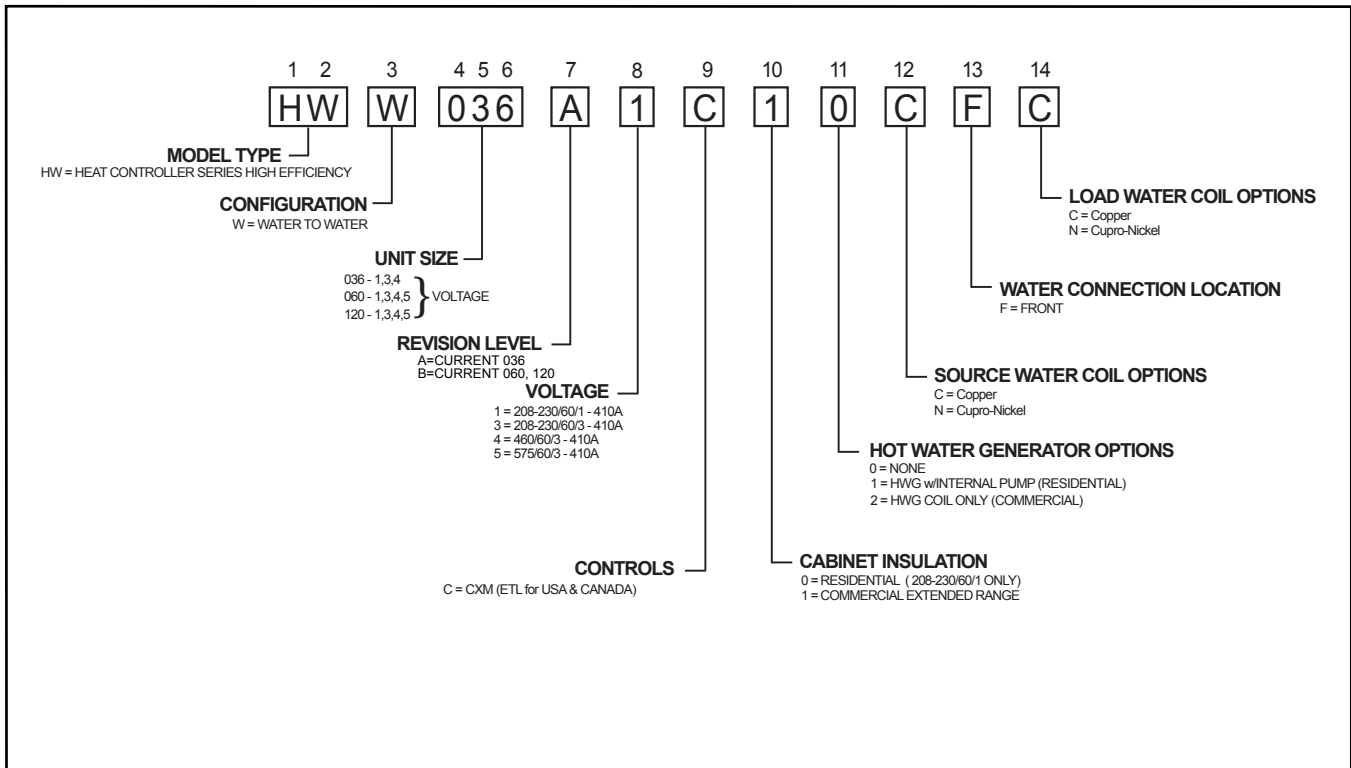 1 2 3 4 5 6 7 8 9 10 11 12 13 14
HW W 036 A 1 C 1 0 C F C
MODEL TYPE
HW = HEAT CONTROLLER SERIES HIGH EFFICIENCY
CONFIGURATION
W = WATER TO WATER
UNIT SIZE
036 - 1,3,4
060 - 1,3,4,5 } VOLTAGE
120 - 1,3,4,5
REVISION LEVEL
A=CURRENT 036
B=CURRENT 060, 120
VOLTAGE
1 = 208-230/60/1 - 410A
3 = 208-230/60/3 - 410A
4 = 460/60/3 - 410A
5 = 575/60/3 - 410A
CONTROLS
C = CXM (ETL for USA & CANADA)
LOAD WATER COIL OPTIONS
C = Copper
N = Cupro-Nickel
WATER CONNECTION LOCATION
F = FRONT
SOURCE WATER COIL OPTIONS
C = Copper
N = Cupro-Nickel
HOT WATER GENERATOR OPTIONS
0 = NONE
1 = HWG w/INTERNAL PUMP (RESIDENTIAL)
2 = HWG COIL ONLY (COMMERCIAL)
CABINET INSULATION
0 = RESIDENTIAL ( 208-230/60/1 ONLY)
1 = COMMERCIAL EXTENDED RANGE